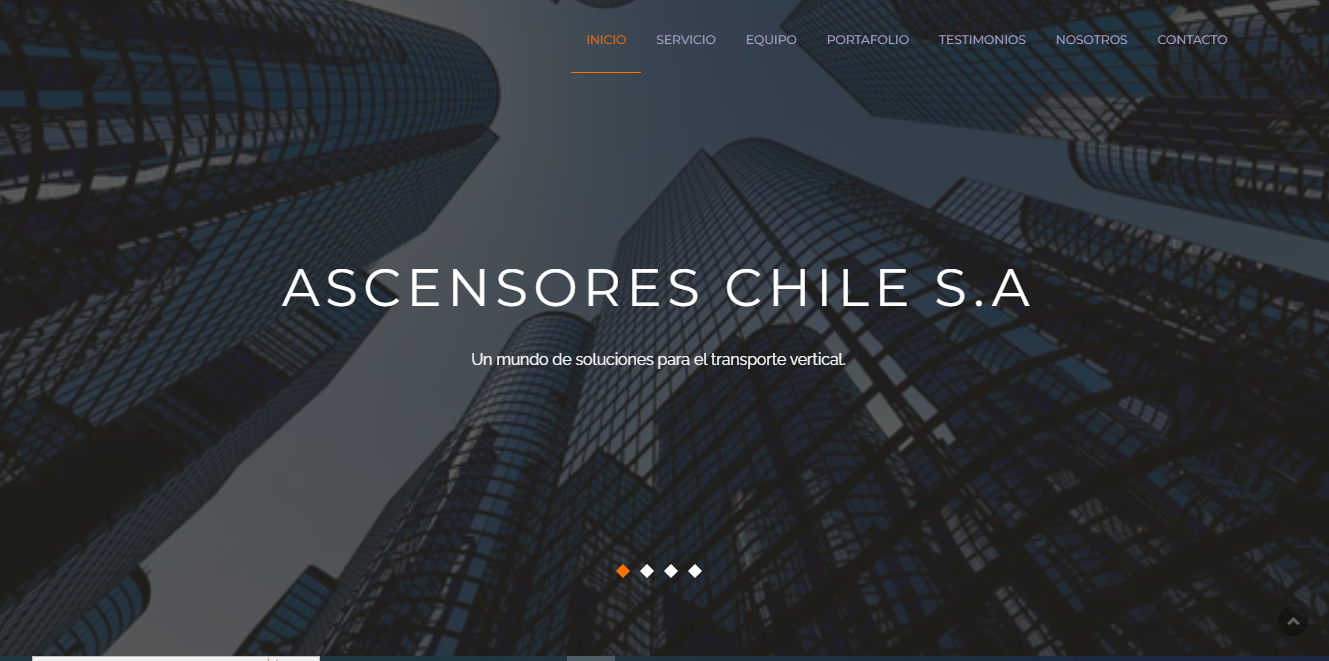 INICIO SERVICIO EQUIPO PORTAFOLIO TESTIMONIOS NOSOTROS CONTACTO
ASCENSORES CHILE S.A
Un mundo de soluciones para el transporte vertical.